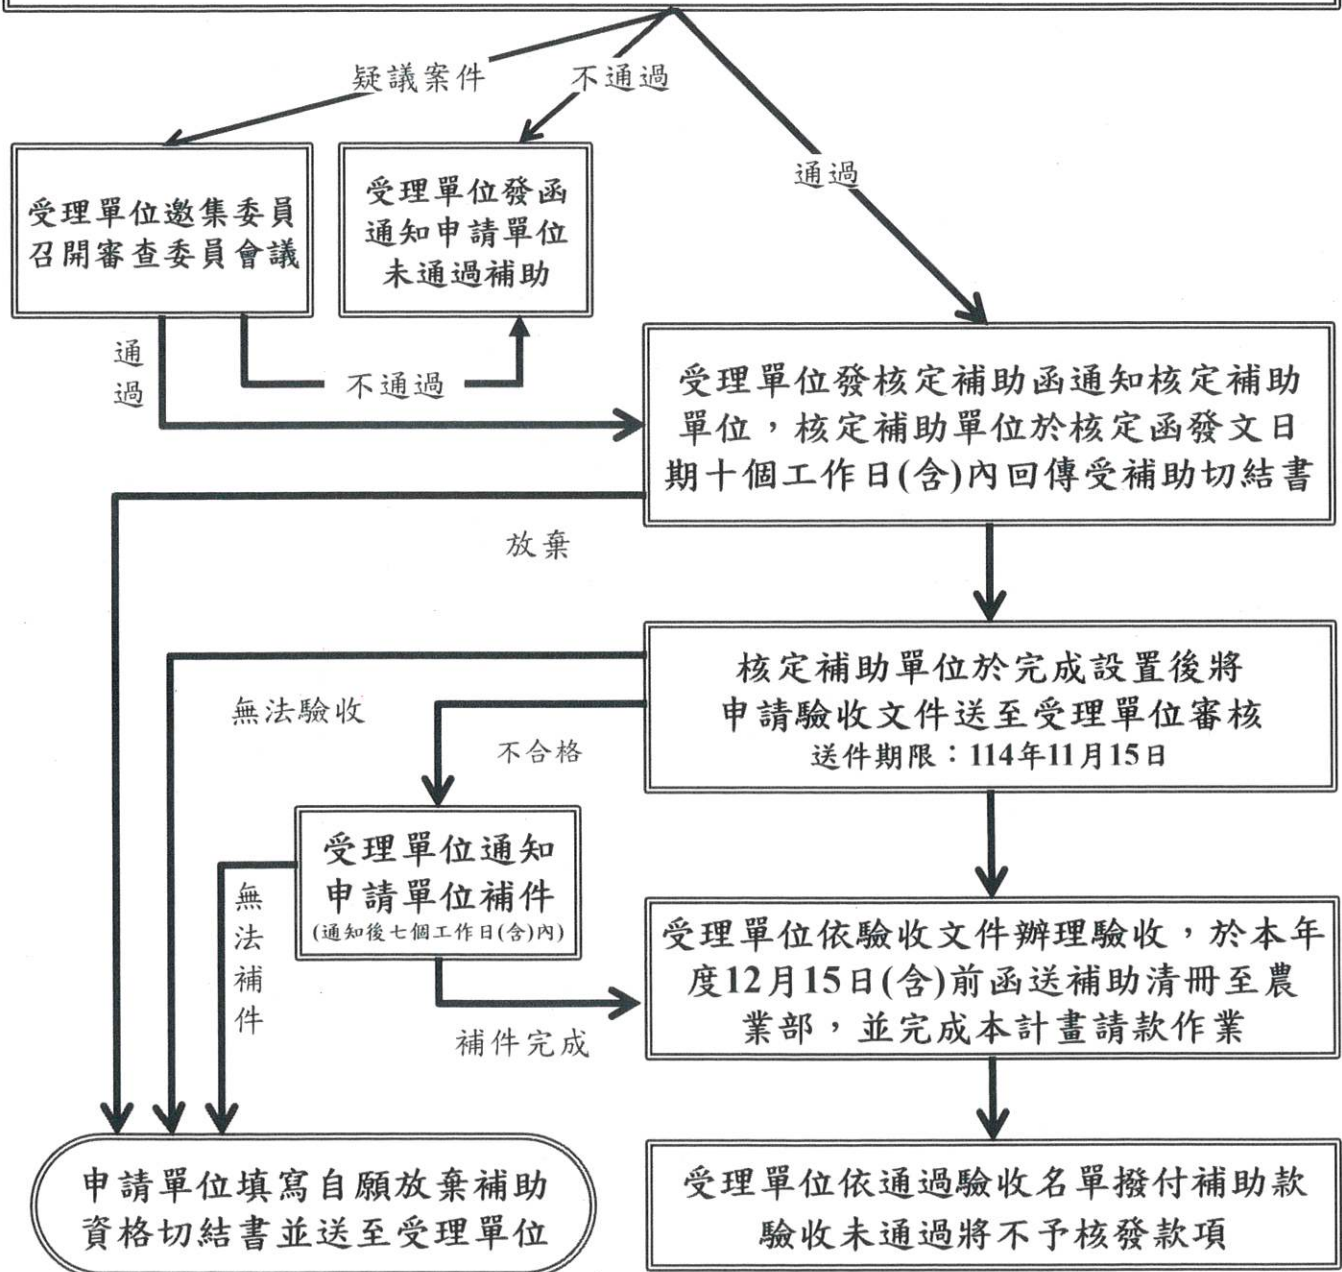 疑議案件
不通過
通過
受理單位邀集委員
召開審查委員會議
受理單位發函
通知申請單位
未通過補助
通過
不通過
受理單位發核定補助函通知核定補助
單位，核定補助單位於核定函發文日
期十個工作日(含)內回傳受補助切結書
放棄
核定補助單位於完成設置後將
申請驗收文件送至受理單位審核
送件期限：114年11月15日
無法驗收
不合格
受理單位通知
申請單位補件
(通知後七個工作日(含)內)
無法補件
補件完成
受理單位依驗收文件辦理驗收，於本年
度12月15日(含)前函送補助清冊至農
業部，並完成本計畫請款作業
申請單位填寫自願放棄補助
資格切結書並送至受理單位
受理單位依通過驗收名單撥付補助款
驗收未通過將不予核發款項